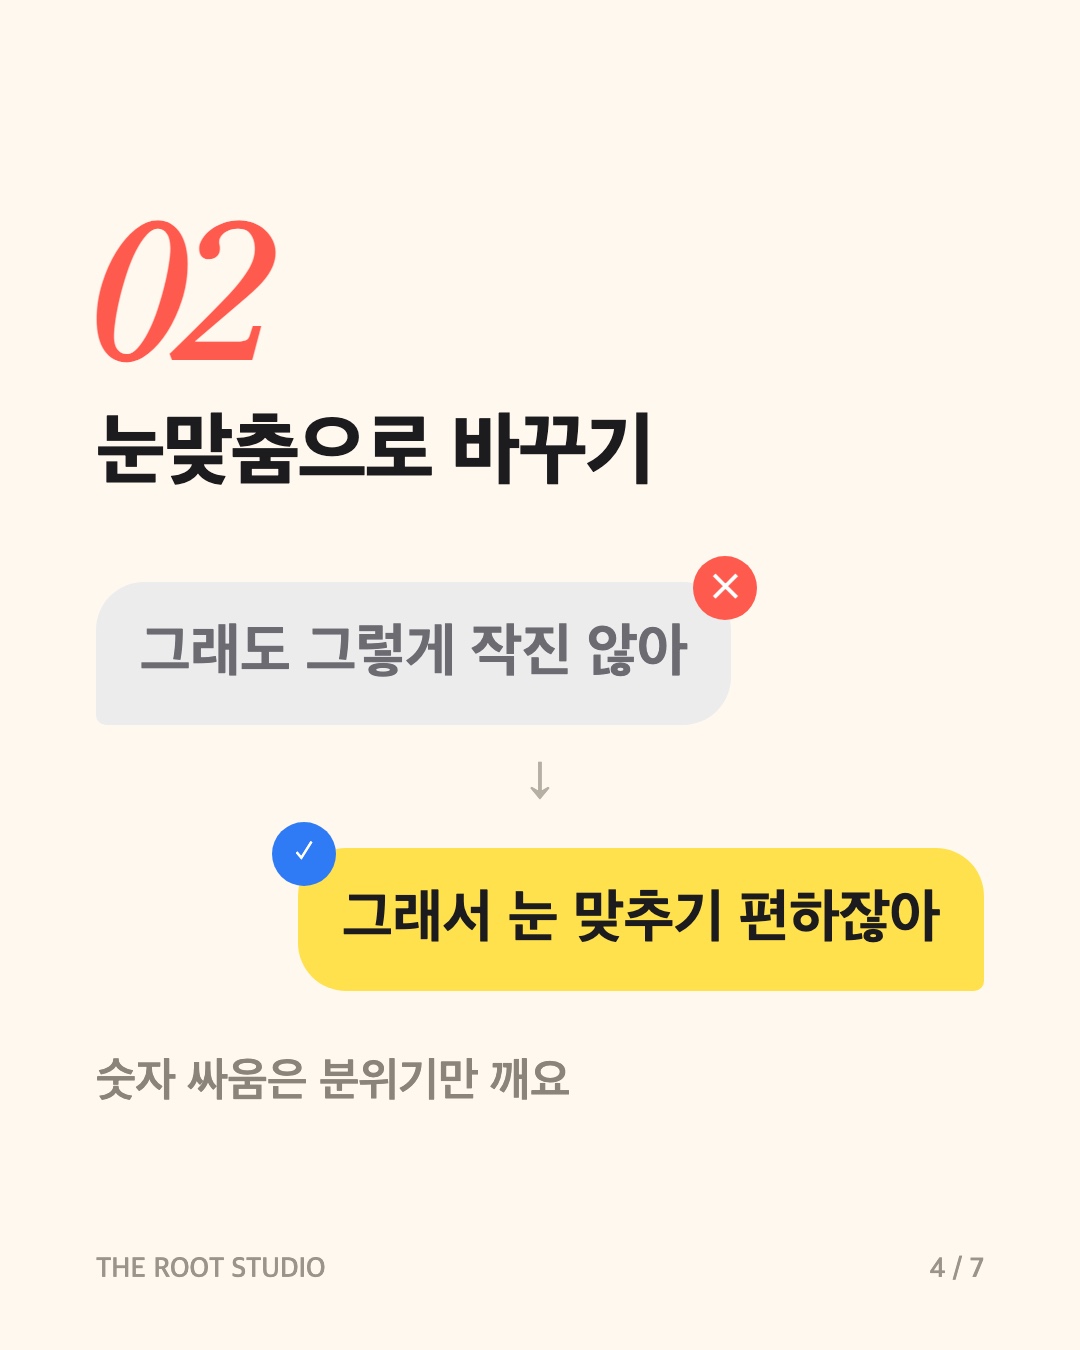 02
눈맞춤으로 바꾸기
그래도 그렇게 작진 않아
그래서 눈 맞추기 편하잖아
숫자 싸움은 분위기만 깨요
THE ROOT STUDIO
4 / 7